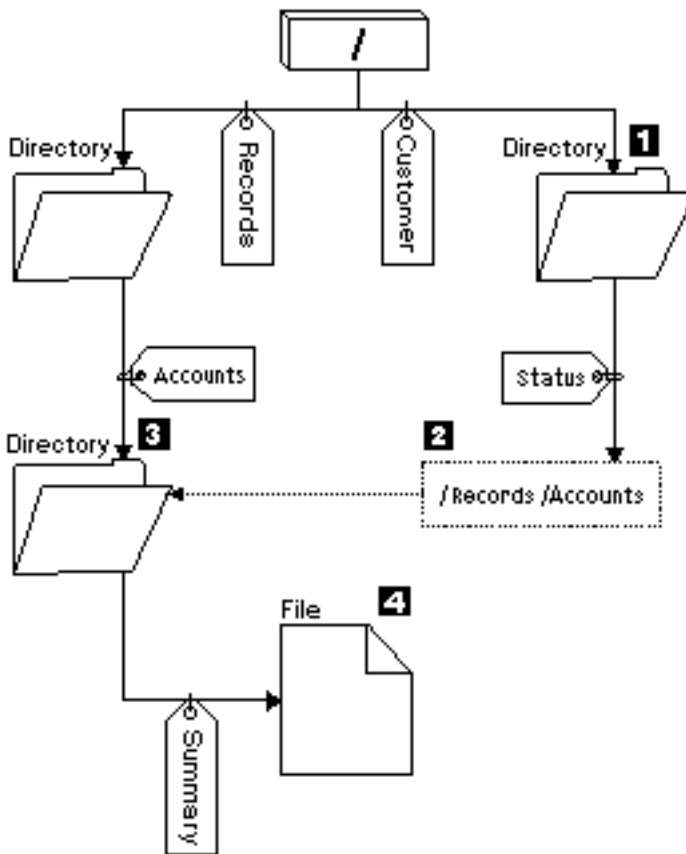 /
Directory
Records
Customer
Directory
1
Accounts
Status
Directory
3
2
/Records /Accounts
File
4
Summary